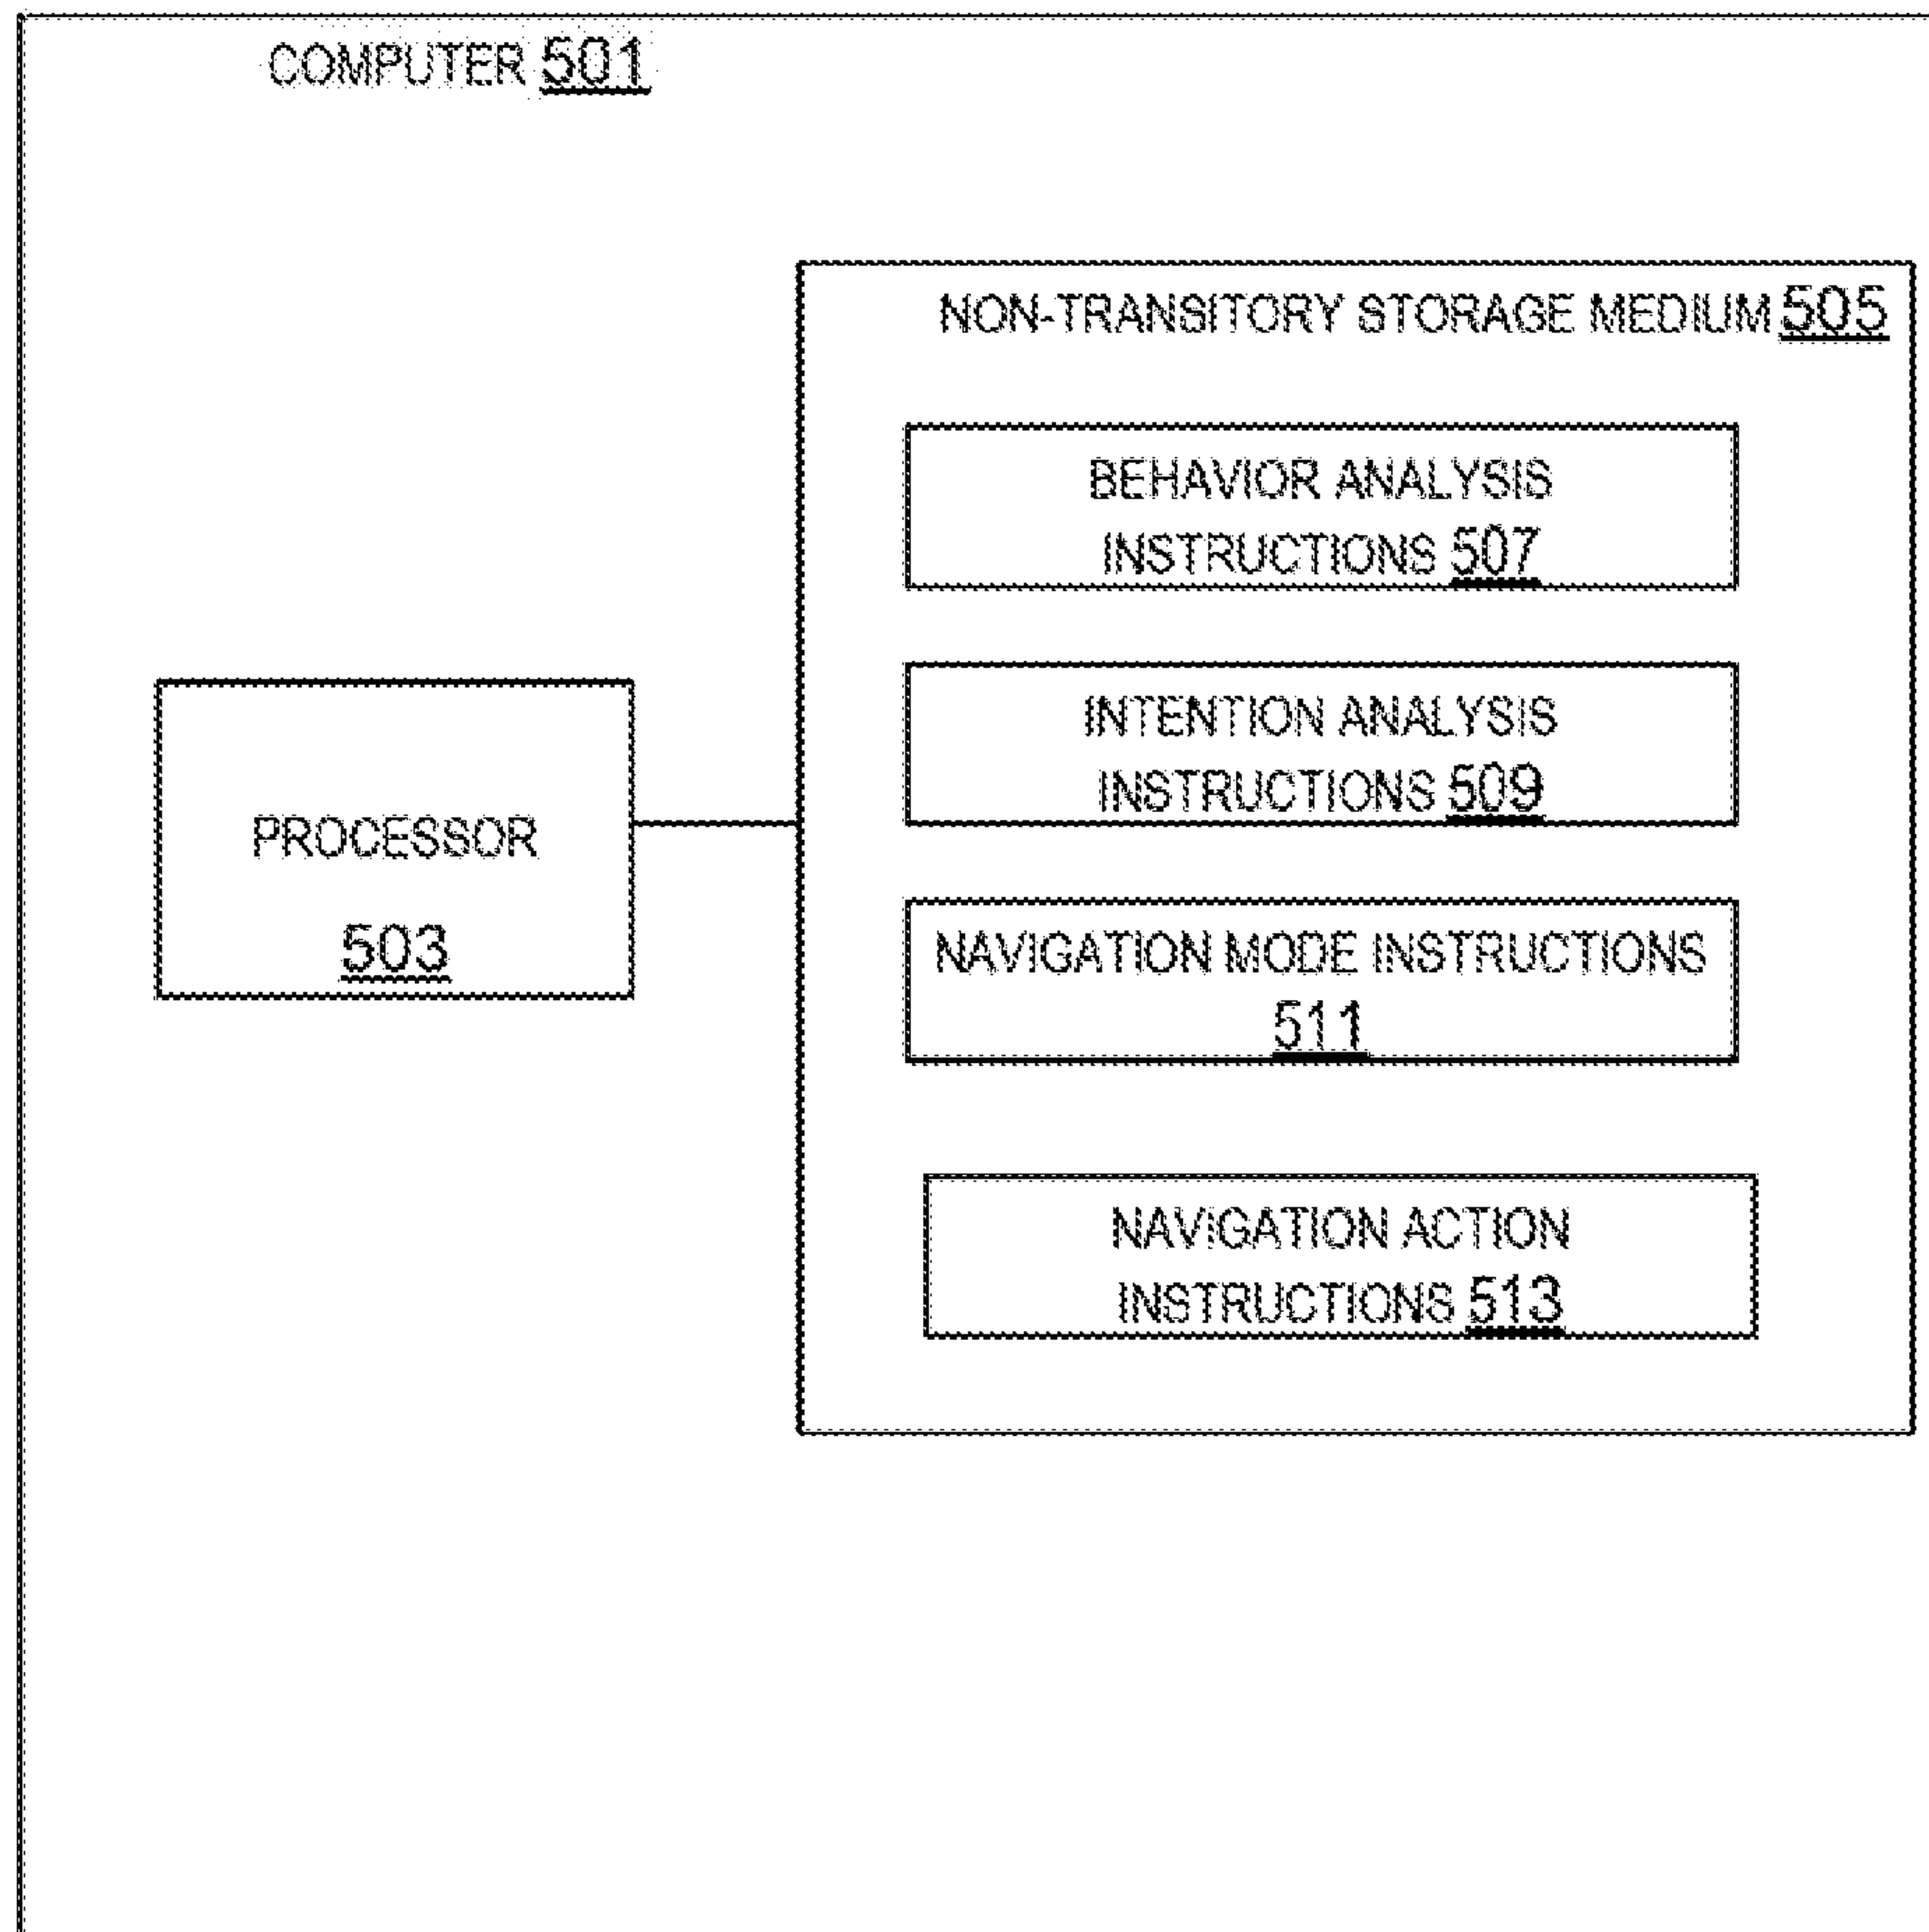 COMPUTER 501
NON-TRANSITORY STORAGE MEDIUM 505
BEHAVIOR ANALYSIS
INSTRUCTIONS 507
INTENTION ANALYSIS
INSTRUCTIONS 509
PROCESSOR
503
NAVIGATION MODE INSTRUCTIONS
511
NAVIGATION ACTION
INSTRUCTIONS 513